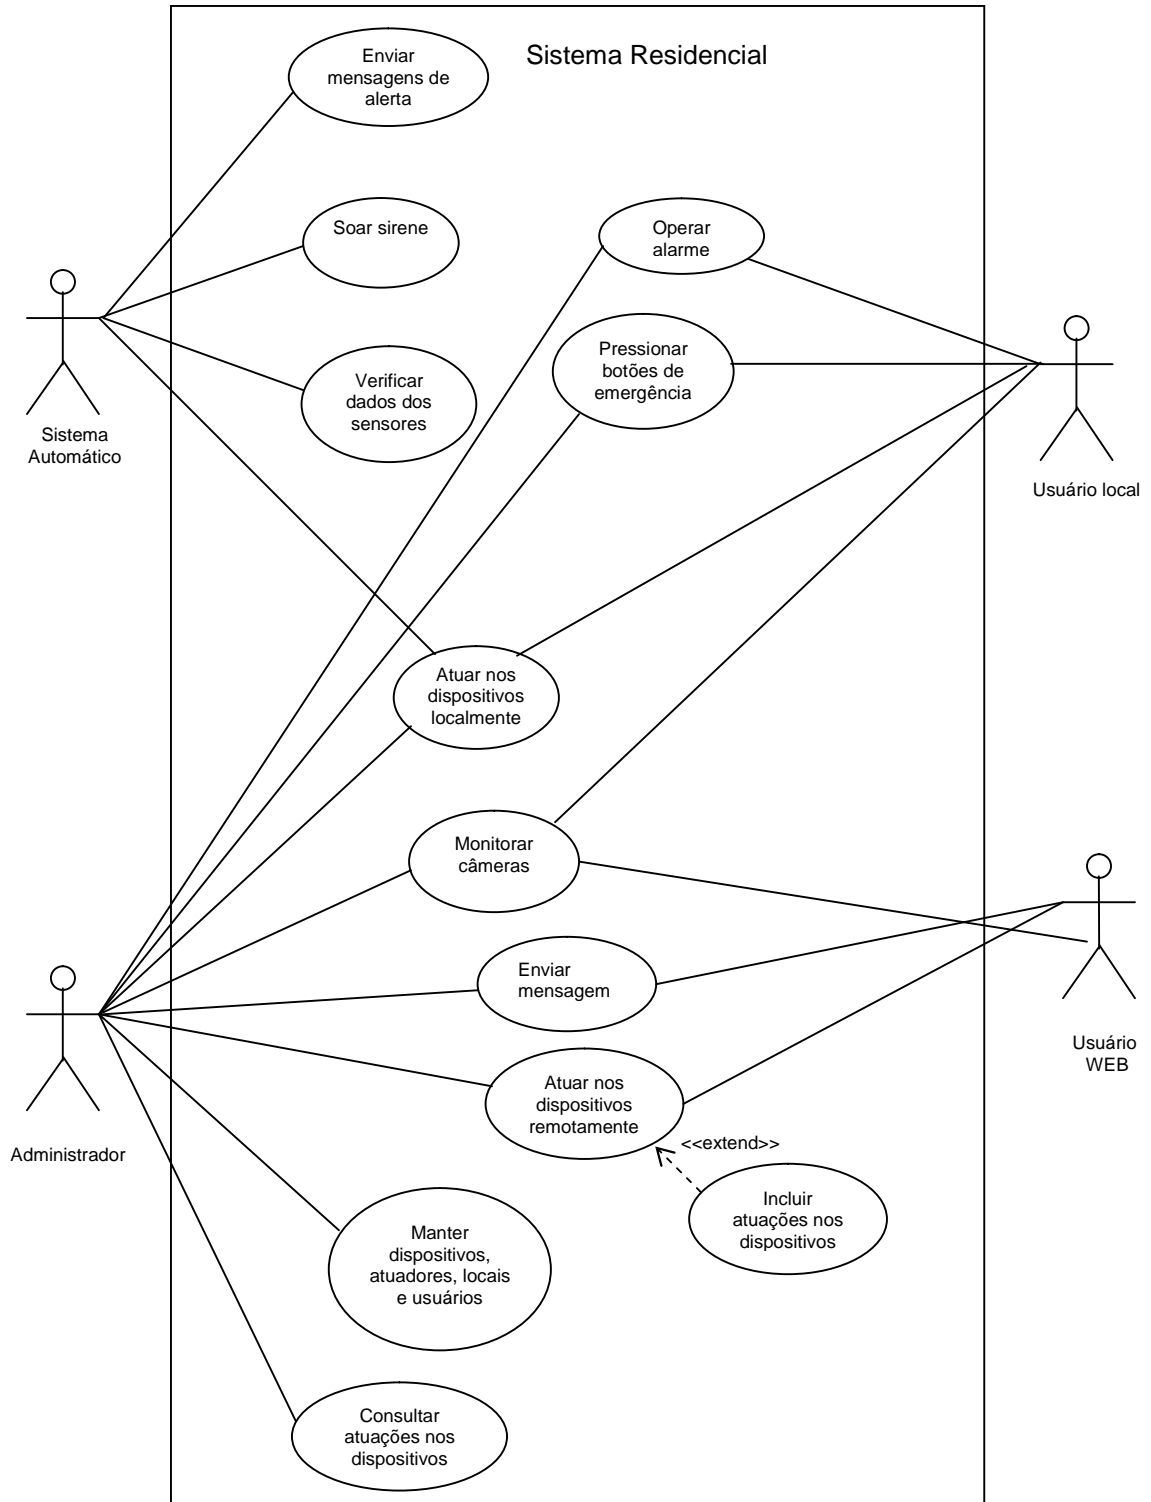 Sistema Residencial
Enviar
mensagens de
alerta
Soar sirene
Operar
alarme
Verificar
dados dos
sensores
Pressionar
botões de
emergência
Sistema
Automático
Usuário local
Atuar nos
dispositivos
localmente
Monitorar
câmeras
Enviar
mensagem
Usuário
WEB
Atuar nos
dispositivos
remotamente
<<extend>>
Administrador
Incluir
atuações nos
dispositivos
Manter
dispositivos,
atuadores, locais
e usuários
Consultar
atuações nos
dispositivos